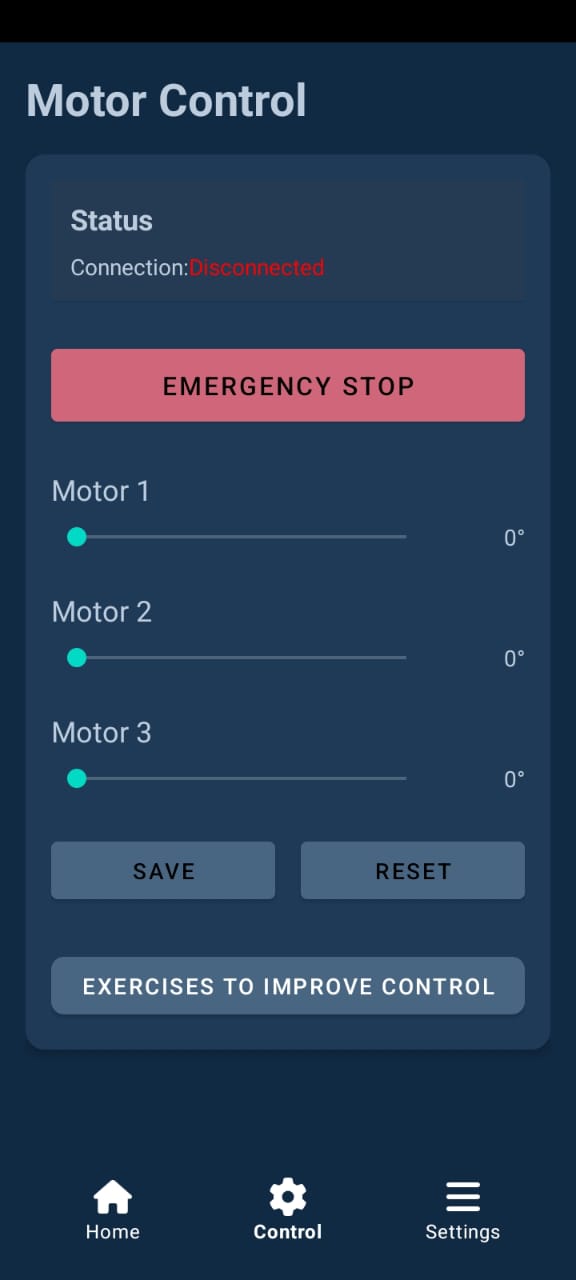 Motor Control
Status
Connection:Disconnected
EMERGENCY STOP
Motor 1
0°
Motor 2
0°
Motor 3
0°
SAVE RESET
EXERCISES TO IMPROVE CONTROL
Home Control Settings